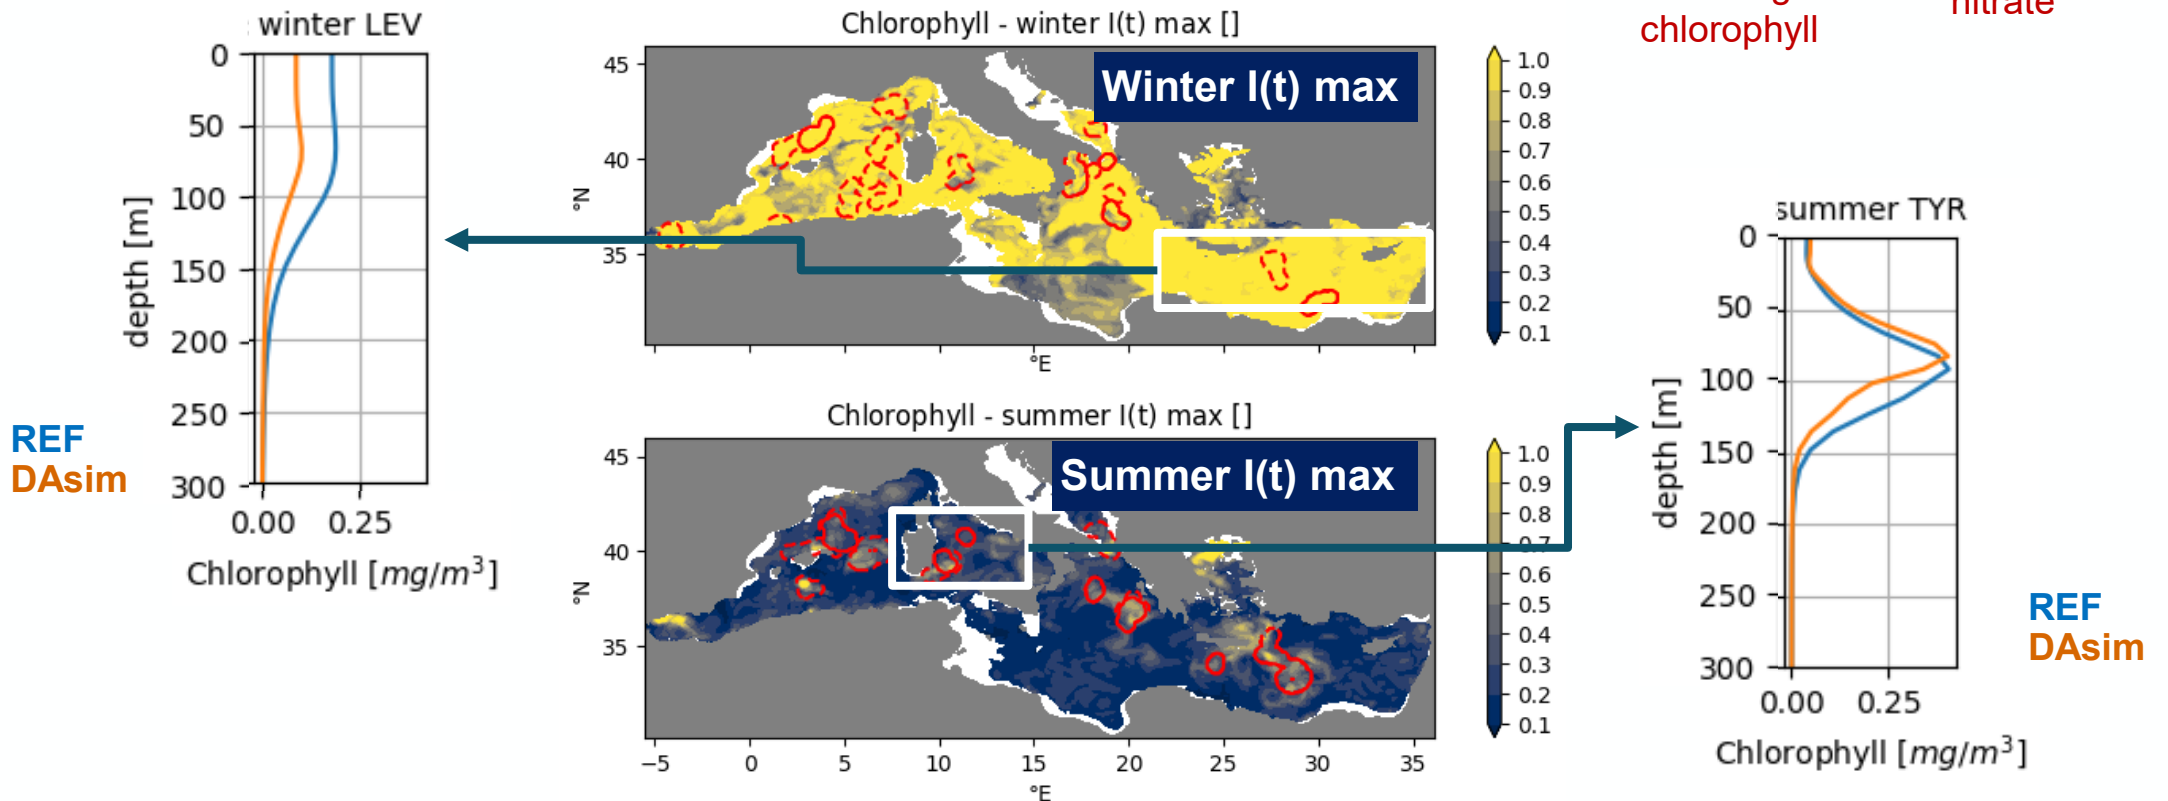 nitrate
chlorophyll
winter LEV
0
50
100
150
200
250
300
depth [m]
0.00 0.25
Chlorophyll [mg/m³]
REF
DAsim
Chlorophyll - winter I(t) max []
Winter I(t) max
45
40
35
°N
°E
1.0
0.9
0.8
0.7
0.6
0.5
0.4
0.3
0.2
0.1
Chlorophyll - summer I(t) max []
Summer I(t) max
45
40
35
°N
−5 0 5 10 15 20 25 30 35
°E
1.0
0.9
0.8
0.7
0.6
0.5
0.4
0.3
0.2
0.1
summer TYR
0
50
100
150
200
250
300
depth [m]
0.00 0.25
Chlorophyll [mg/m³]
REF
DAsim